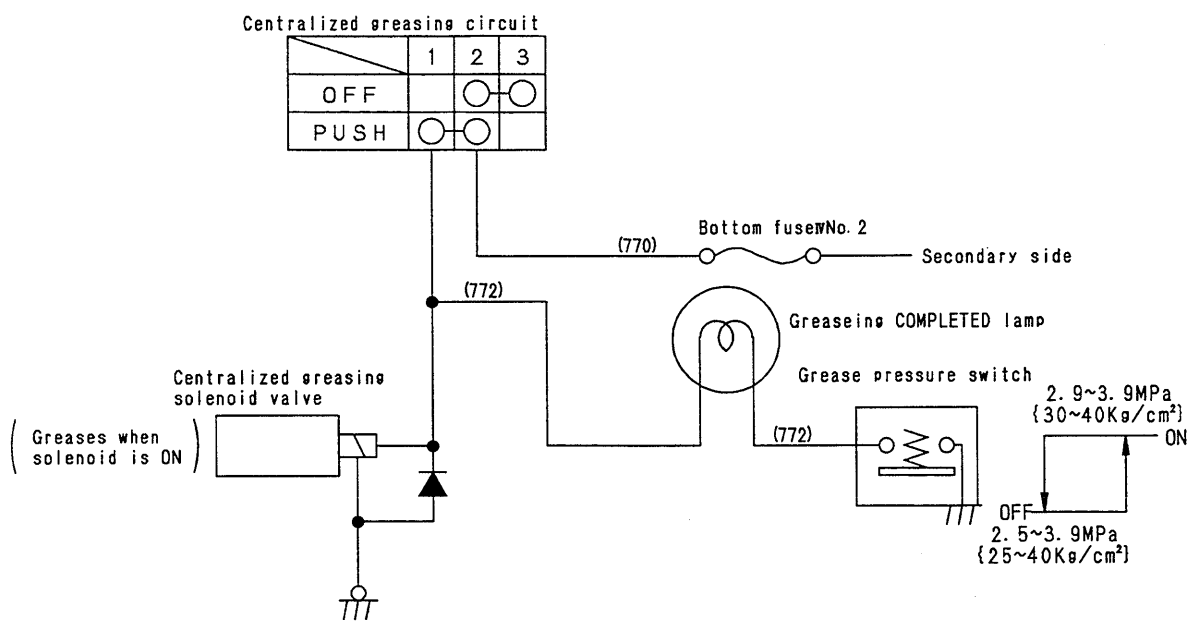 Centralized greasing circuit
1 2 3
OFF
PUSH
Bottom fuseⅣNo. 2
(770)
Secondary side
(772)
Greaseing COMPLETED lamp
Centralized greasing
solenoid valve
Grease pressure switch
2. 9~3. 9MPa
{30~40Kg/cm²}
(Greases when
solenoid is ON)
(772)
ON
OFF
2. 5~3. 9MPa
{25~40Kg/cm²}